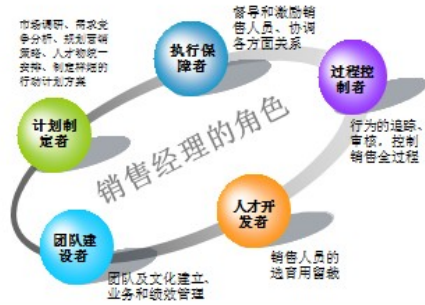 市场调研、需求竞
争分析、规划营销
策略、人才物统一
安排、制定详细的
行动计划方案
计划制
定者
执行保
障者
督导和激励销
售人员、协调
各方面关系
过程控
制者
行为的追踪、
审核，控制
销售全过程
销售经理的角色
人才开
发者
销售人员的
选育用留裁
团队建
设者
团队及文化建立、
业务和绩效管理